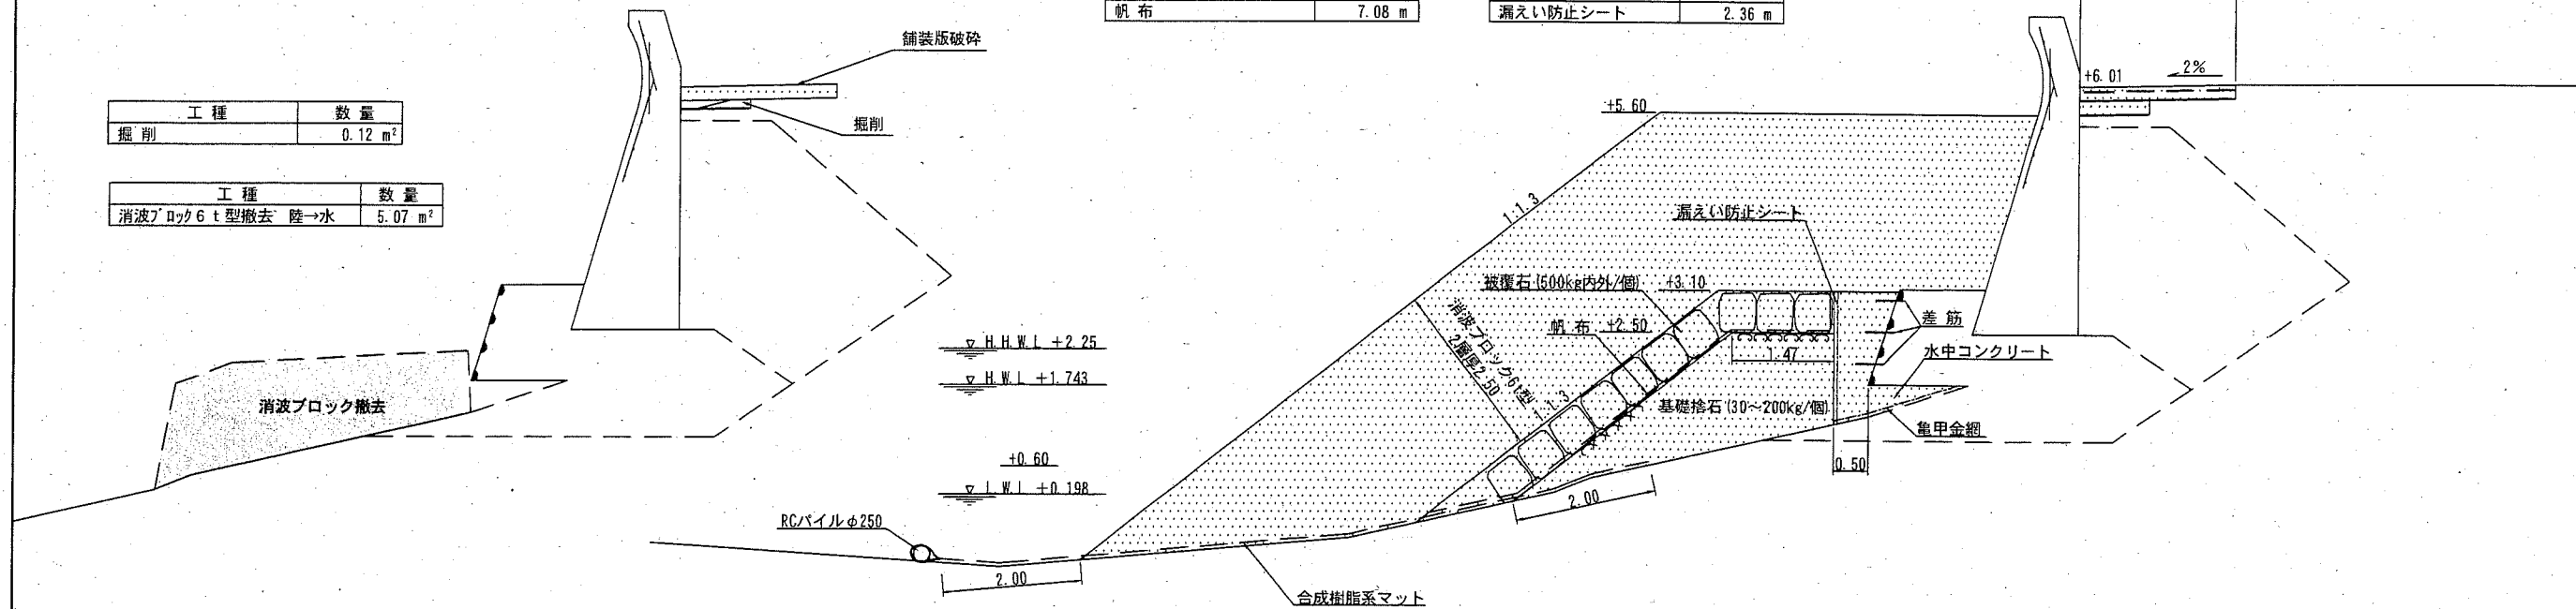 帆 布 7.08 m
漏えい防止シート 2.36 m
舗装版破砕
掘削
工 種 数 量
掘 削 0.12 m²
工 種 数 量
消波ブロック6t型撤去 陸→水 5.07 m²
消波ブロック撤去
H.H.W.L +2.25
H.W.L +1.743
+0.60
L.W.L +0.198
RCパイルφ250
2.00
合成樹脂系マット
+6.01
2%
+5.60
1:1.3
漏えい防止シート
被覆石(500kg内外/個)
+3.10
帆 布
+2.50
消波ブロック6t型
2層厚2.50
1:1.3
1.47
差 筋
水中コンクリート
基礎捨石(30～200kg/個)
亀甲金網
0.50
2.00